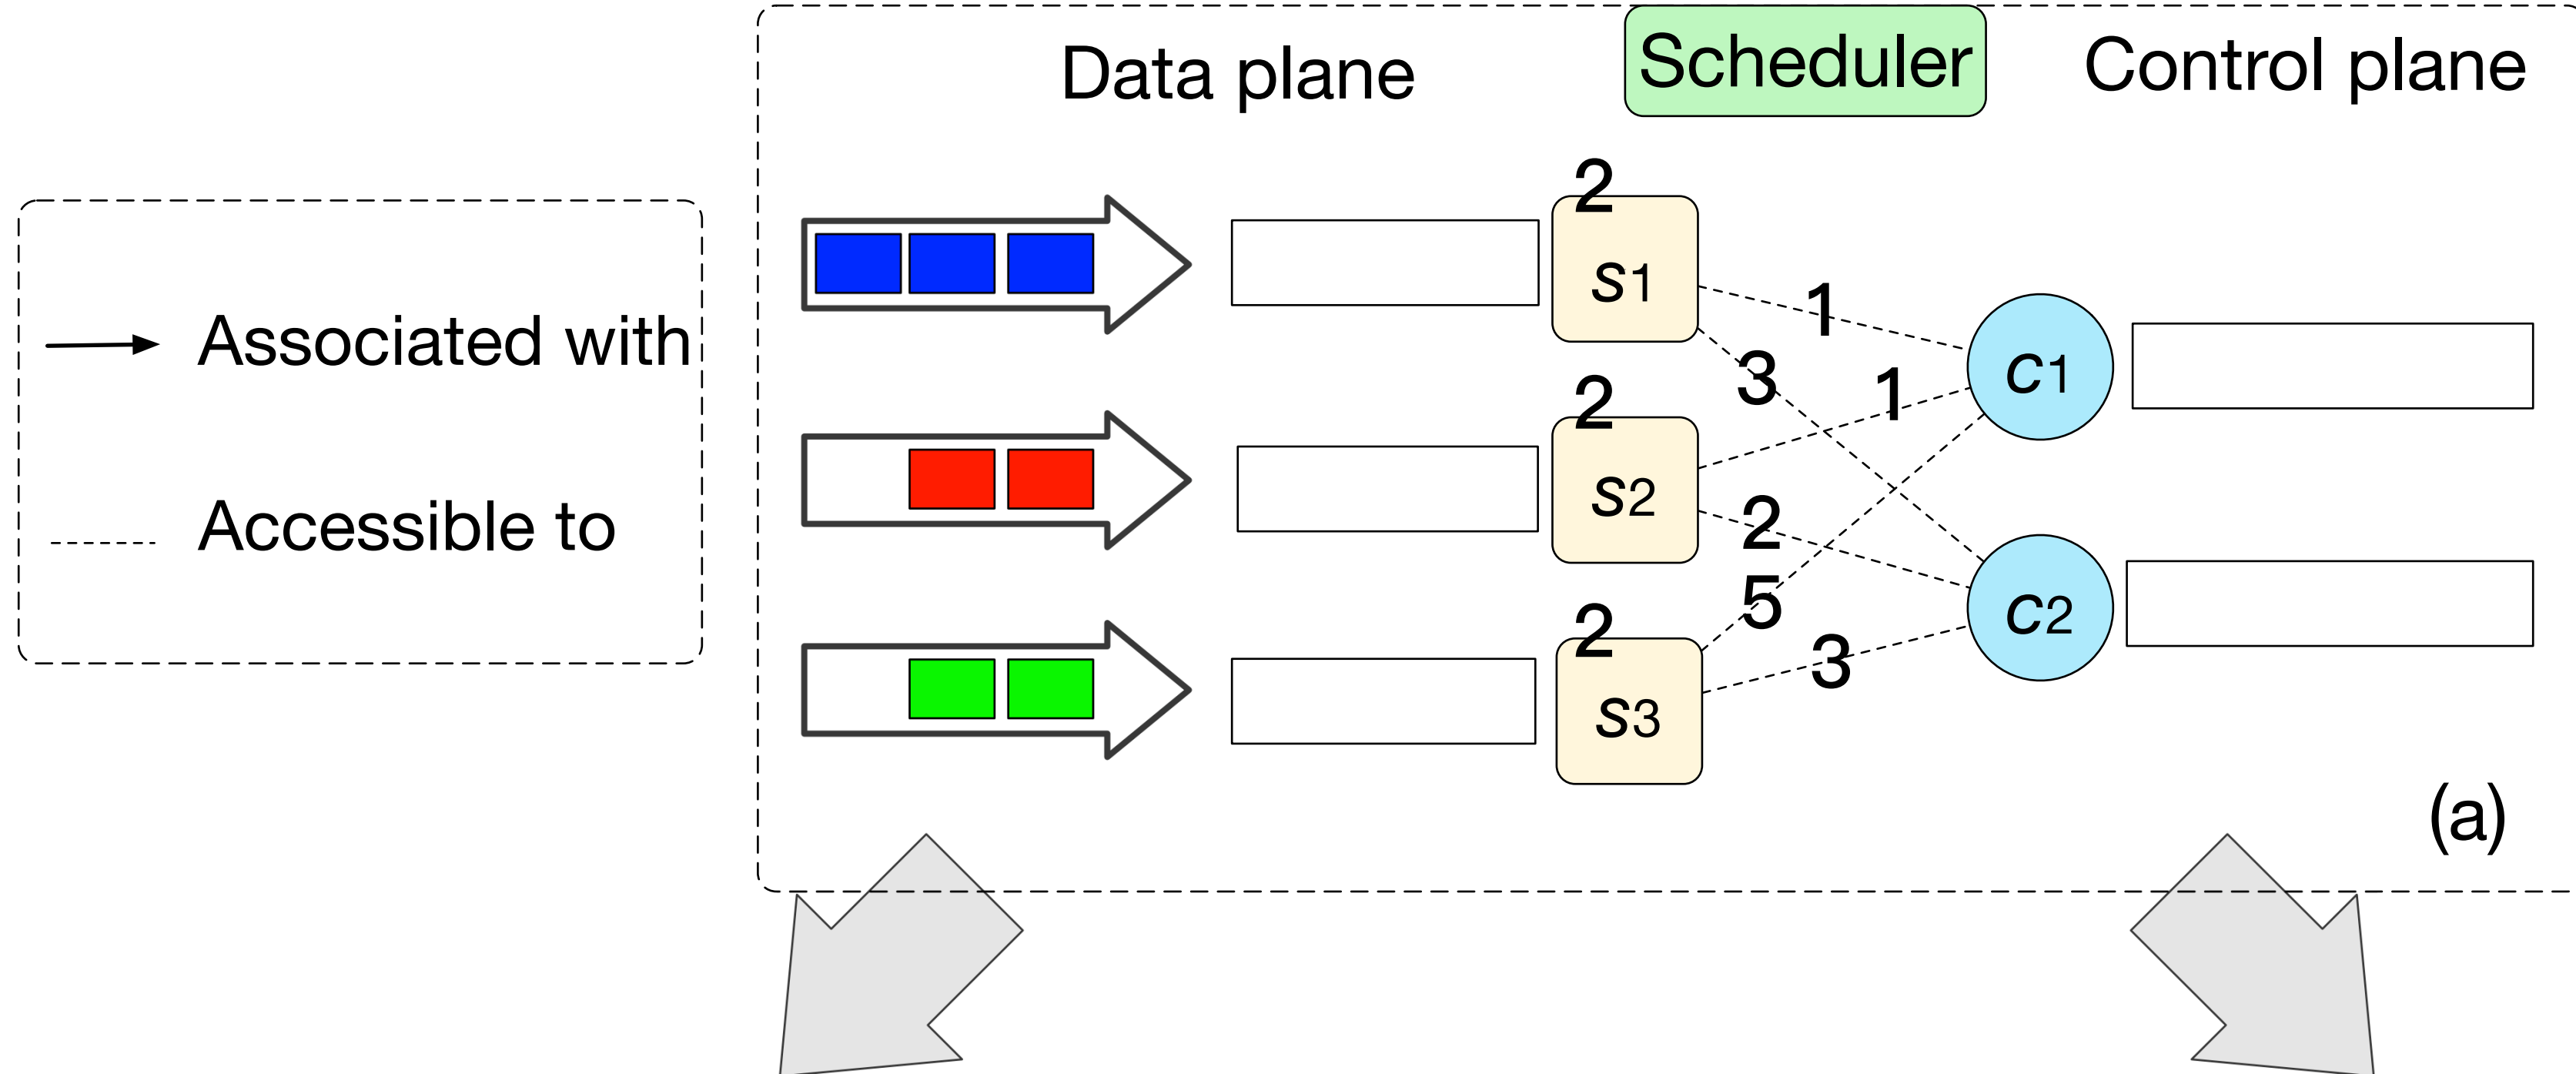 Data plane
Scheduler
Control plane
2
s1
1
3
1
c1
Associated with
2
s2
2
5
c2
Accessible to
2
s3
3
(a)